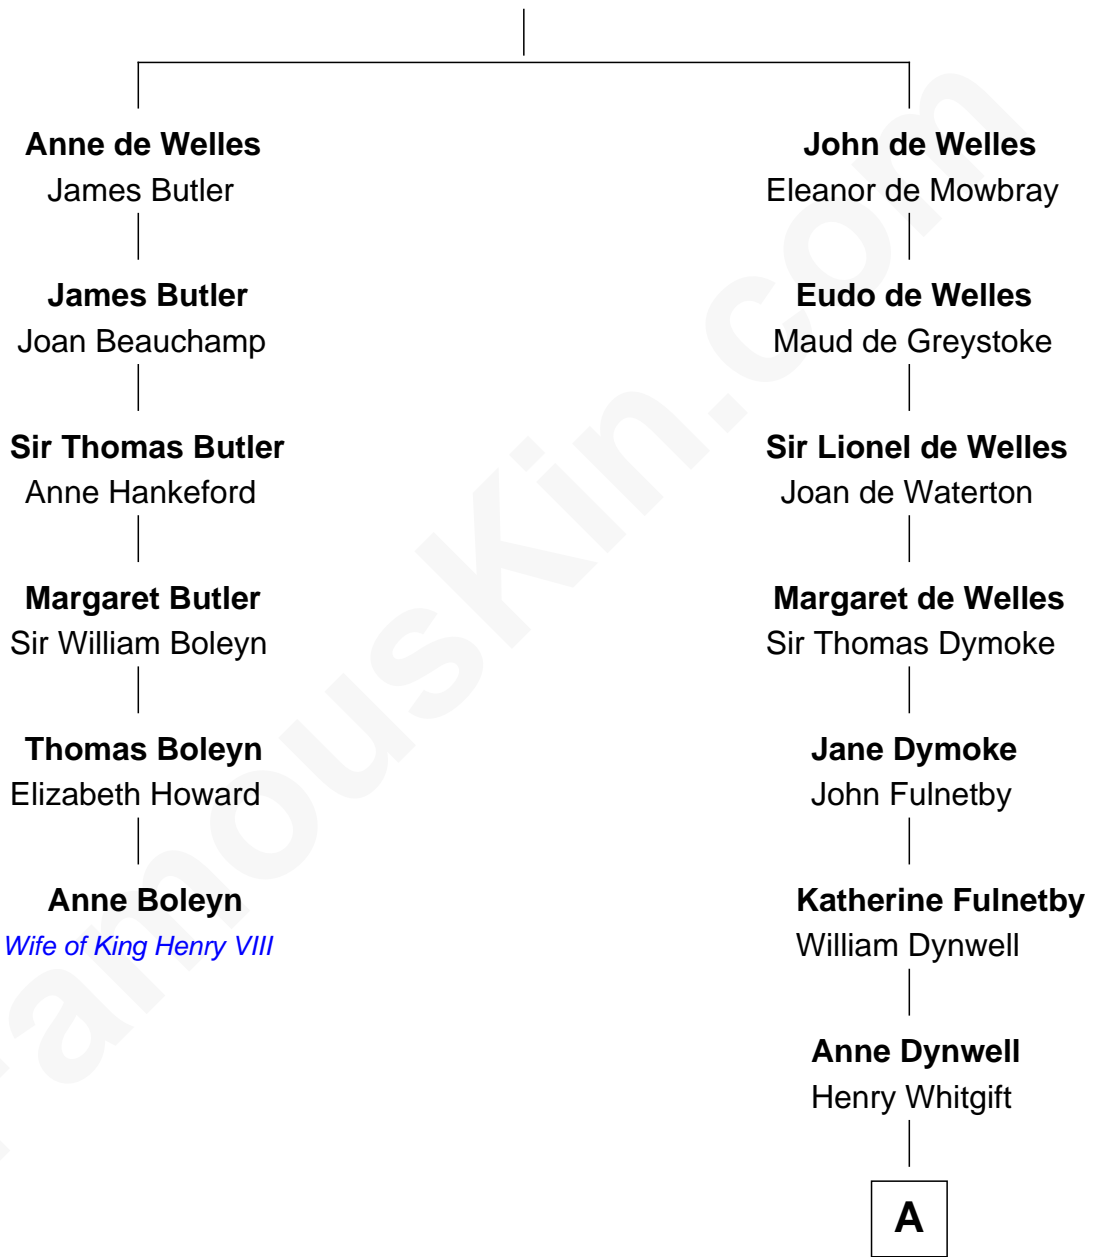 Anne de Welles
James Butler
James Butler
Joan Beauchamp
Sir Thomas Butler
Anne Hankeford
Margaret Butler
Sir William Boleyn
Thomas Boleyn
Elizabeth Howard
Anne Boleyn
Wife of King Henry VIII
John de Welles
Eleanor de Mowbray
Eudo de Welles
Maud de Greystoke
Sir Lionel de Welles
Joan de Waterton
Margaret de Welles
Sir Thomas Dymoke
Jane Dymoke
John Fulnetby
Katherine Fulnetby
William Dynwell
Anne Dynwell
Henry Whitgift
A
FamousKin.com